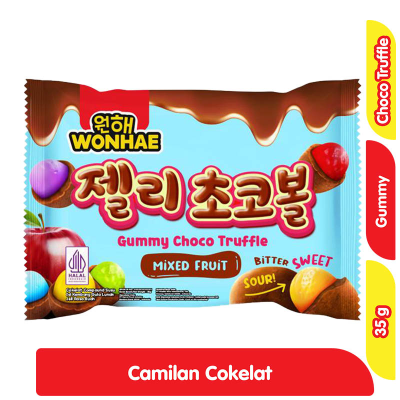 원해
WONHAE
젤리 초코볼
Gummy Choco Truffle
MiXED FRUiT
BiTTER SWEET
SOUR!
HALAL
INDONESIA
Choco Truffle
Gummy
35 g
Camilan Cokelat